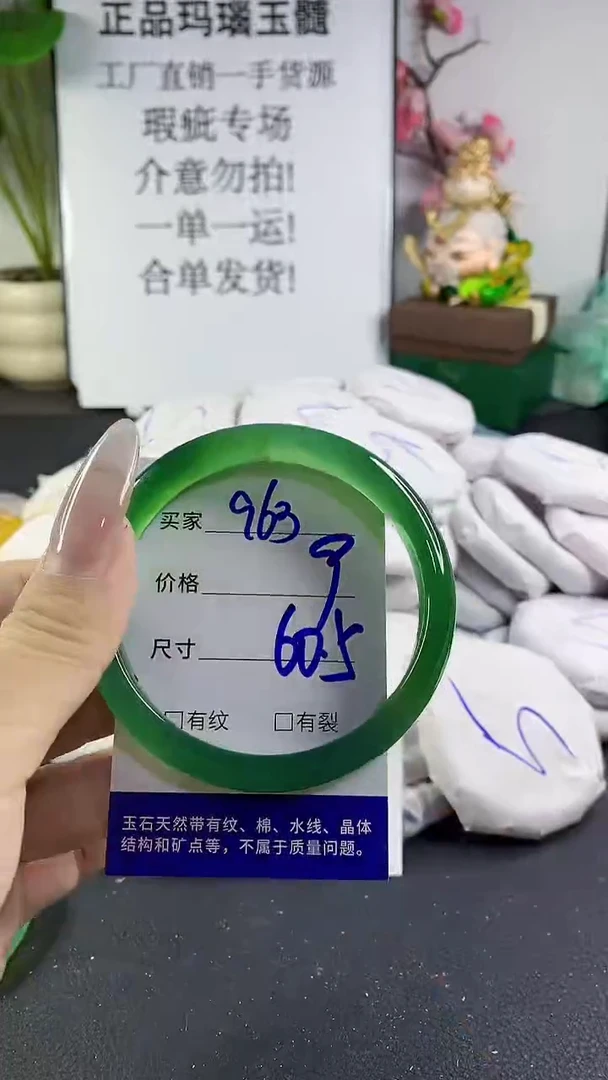 正品玛瑙玉髓
工厂直销一手货源
瑕疵专场
介意勿拍!
一单一运!
合单发货!
买家 963
价格 9
尺寸 60.5
□有纹 □有裂
玉石天然带有纹、棉、水线、晶体
结构和矿点等，不属于质量问题。